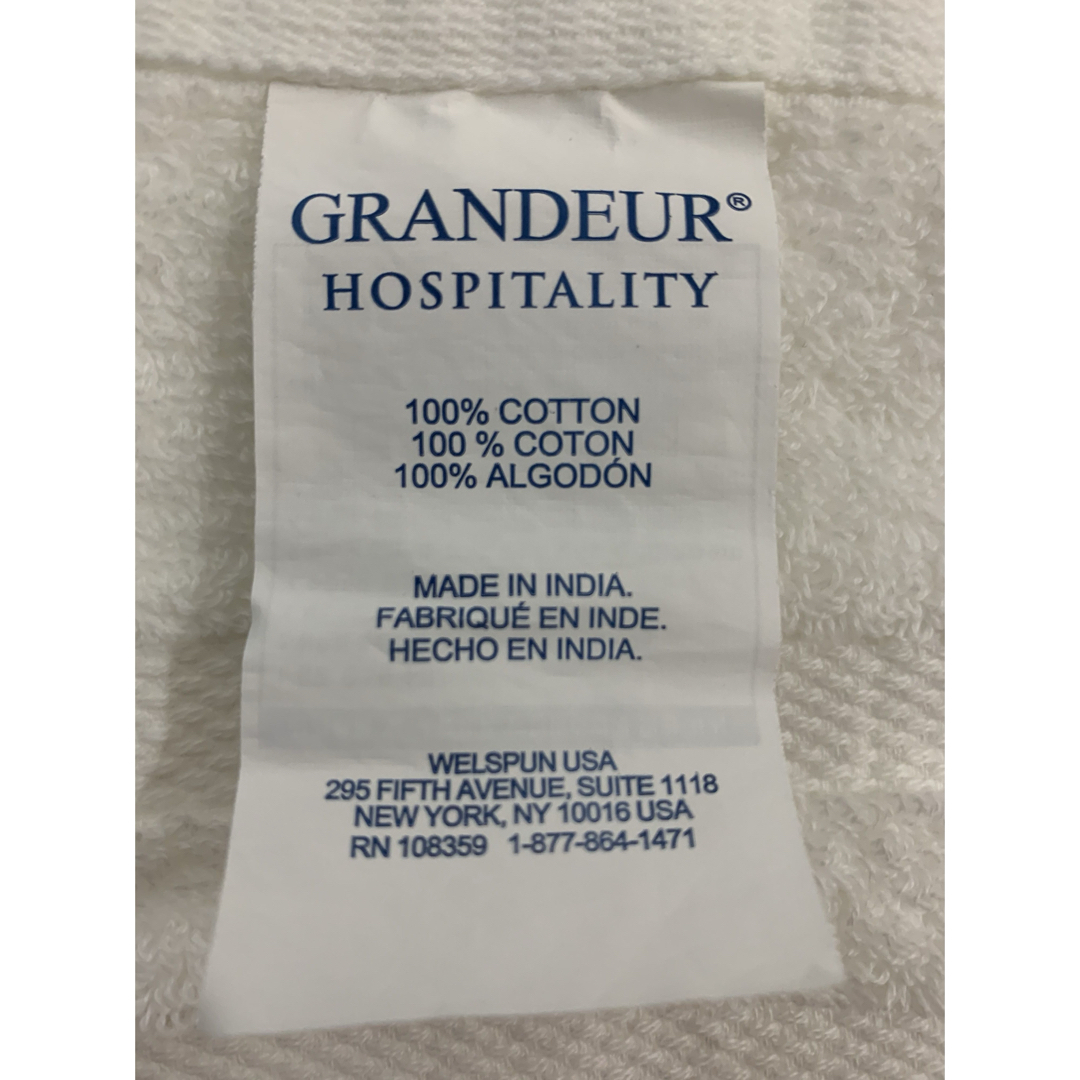 GRANDEUR®
HOSPITALITY
100% COTTON
100 % COTON
100% ALGODÓN
MADE IN INDIA.
FABRIQUÉ EN INDE.
HECHO EN INDIA.
WELSPUN USA
295 FIFTH AVENUE, SUITE 1118
NEW YORK, NY 10016 USA
RN 108359 1-877-864-1471